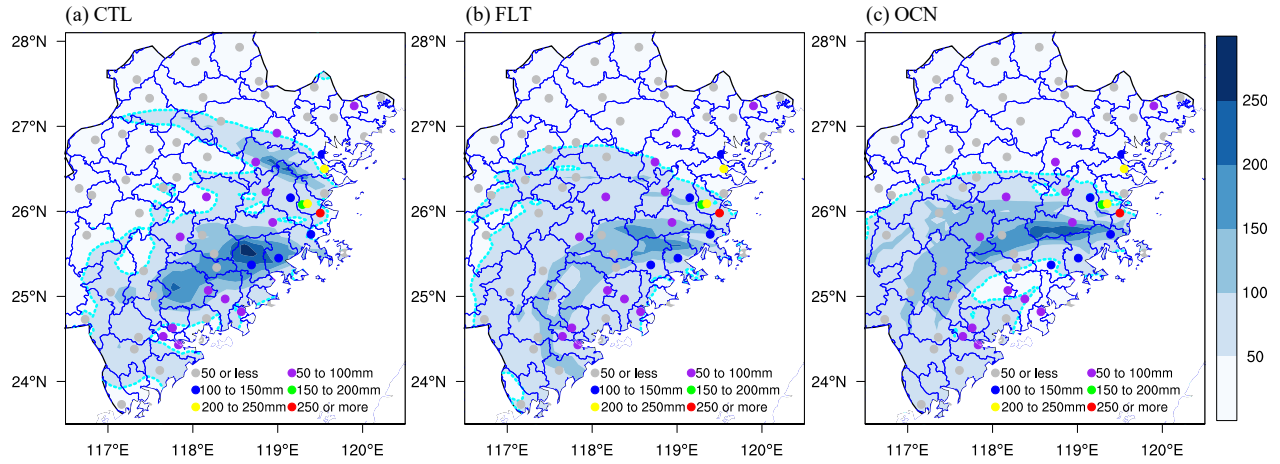 (a) CTL
(b) FLT
(c) OCN
28°N
27°N
26°N
25°N
24°N
117°E 118°E 119°E 120°E
50 or less 50 to 100mm
100 to 150mm 150 to 200mm
200 to 250mm 250 or more
28°N
27°N
26°N
25°N
24°N
117°E 118°E 119°E 120°E
50 or less 50 to 100mm
100 to 150mm 150 to 200mm
200 to 250mm 250 or more
28°N
27°N
26°N
25°N
24°N
117°E 118°E 119°E 120°E
50 or less 50 to 100mm
100 to 150mm 150 to 200mm
200 to 250mm 250 or more
250
200
150
100
50